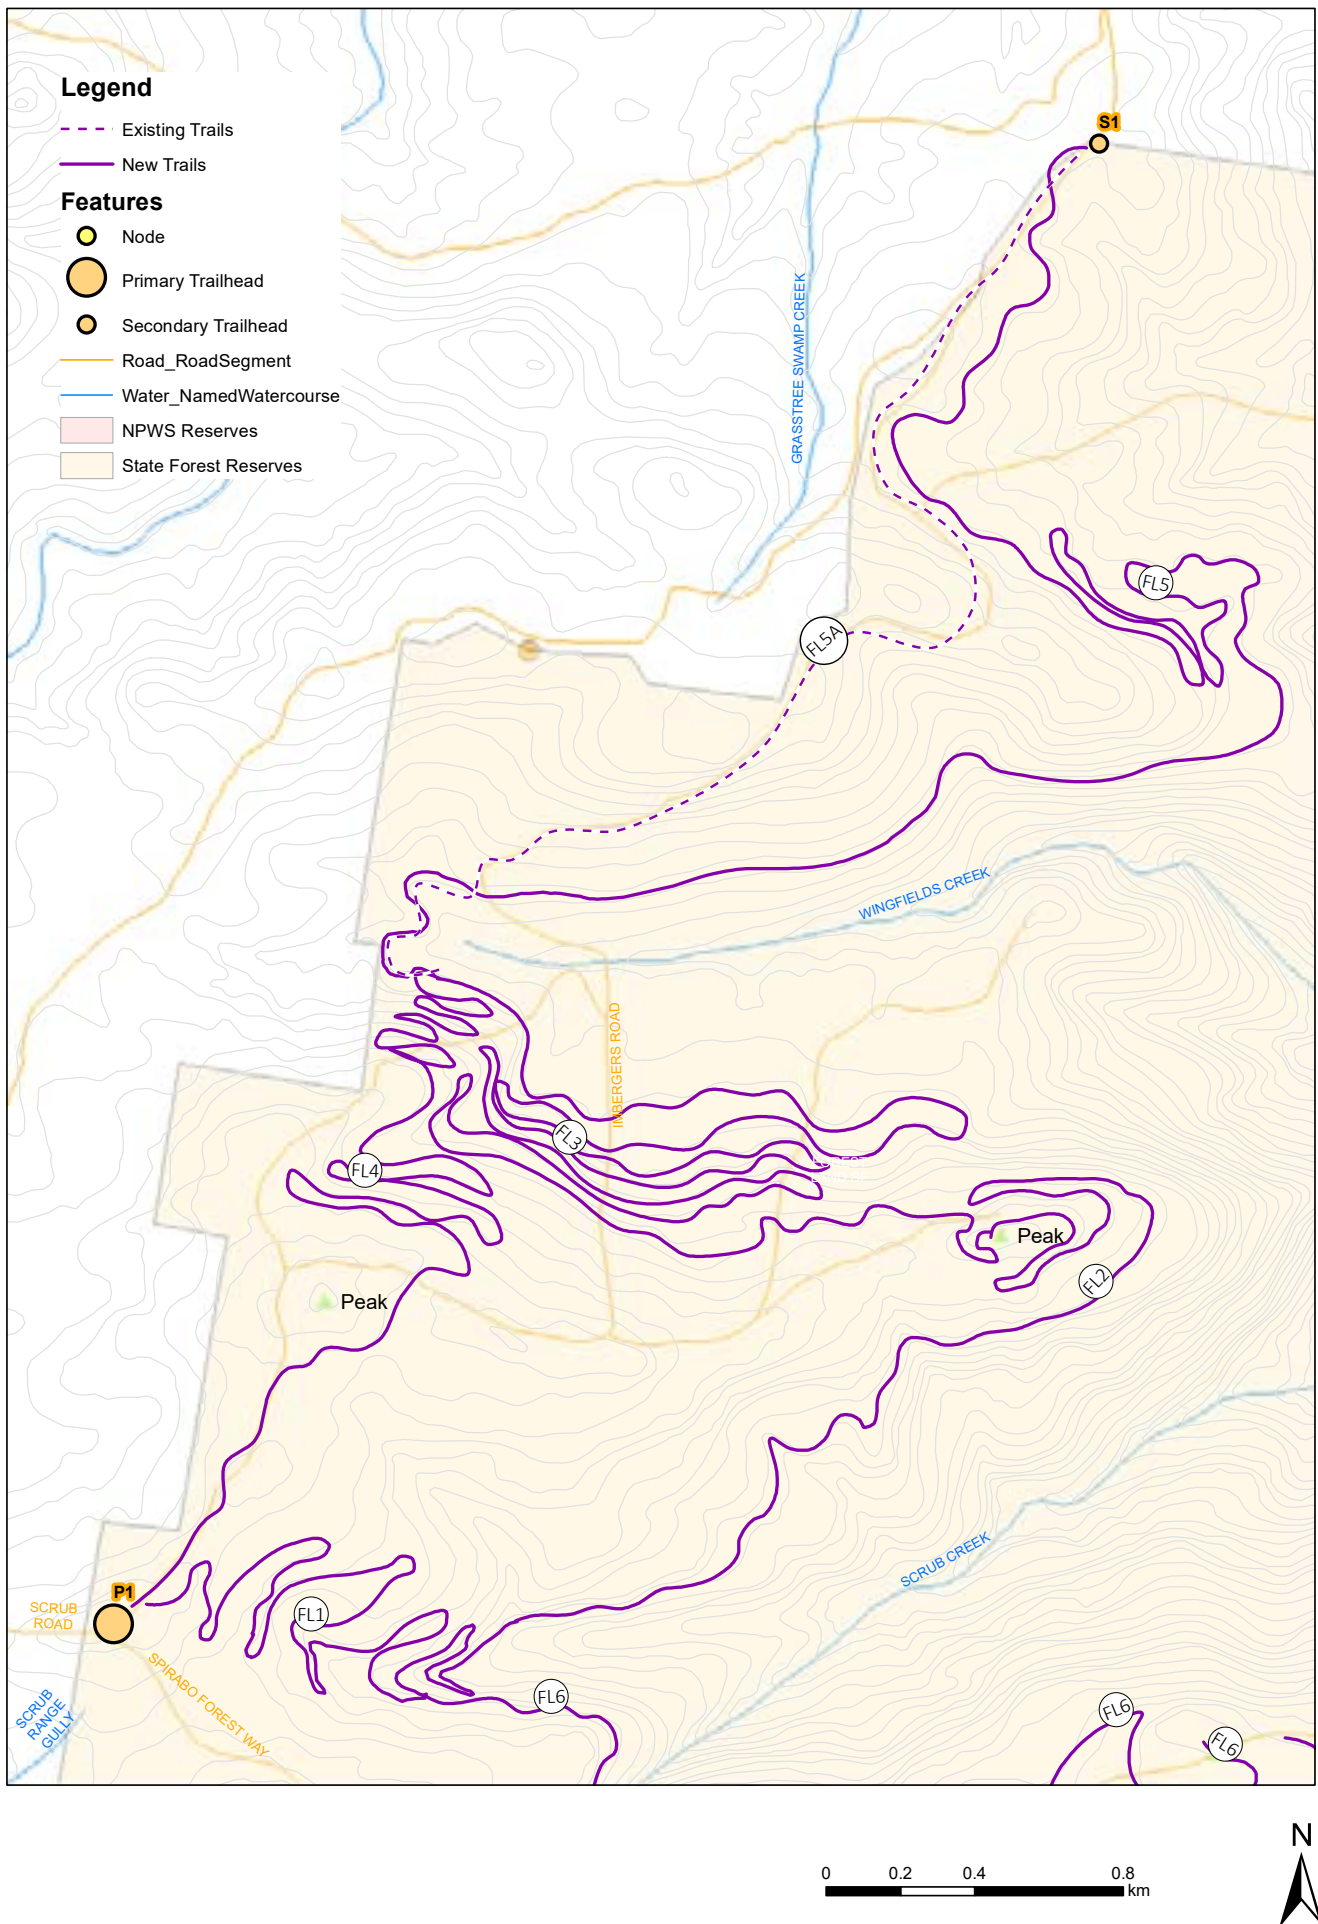 Legend
Existing Trails
New Trails
Features
Node
Primary Trailhead
Secondary Trailhead
Road_RoadSegment
Water_NamedWatercourse
NPWS Reserves
State Forest Reserves
S1
GRASSTREE SWAMP CREEK
FL5
FL5A
WINGFIELDS CREEK
IMBERGERS ROAD
FL3
FL4
Peak
FL2
Peak
SCRUB CREEK
P1
SCRUB
ROAD
FL1
SPIRABO FOREST WAY
SCRUB
RANGE
GULLY
FL6
FL6
FL6
N
0 0.2 0.4 0.8
km